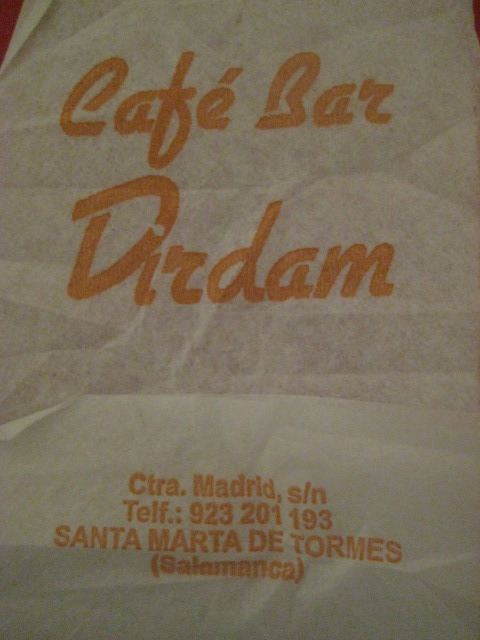 Café Bar
Dirdam
Ctra. Madrid, s/n
Telf.: 923 201 193
SANTA MARTA DE TORMES
(Salamanca)